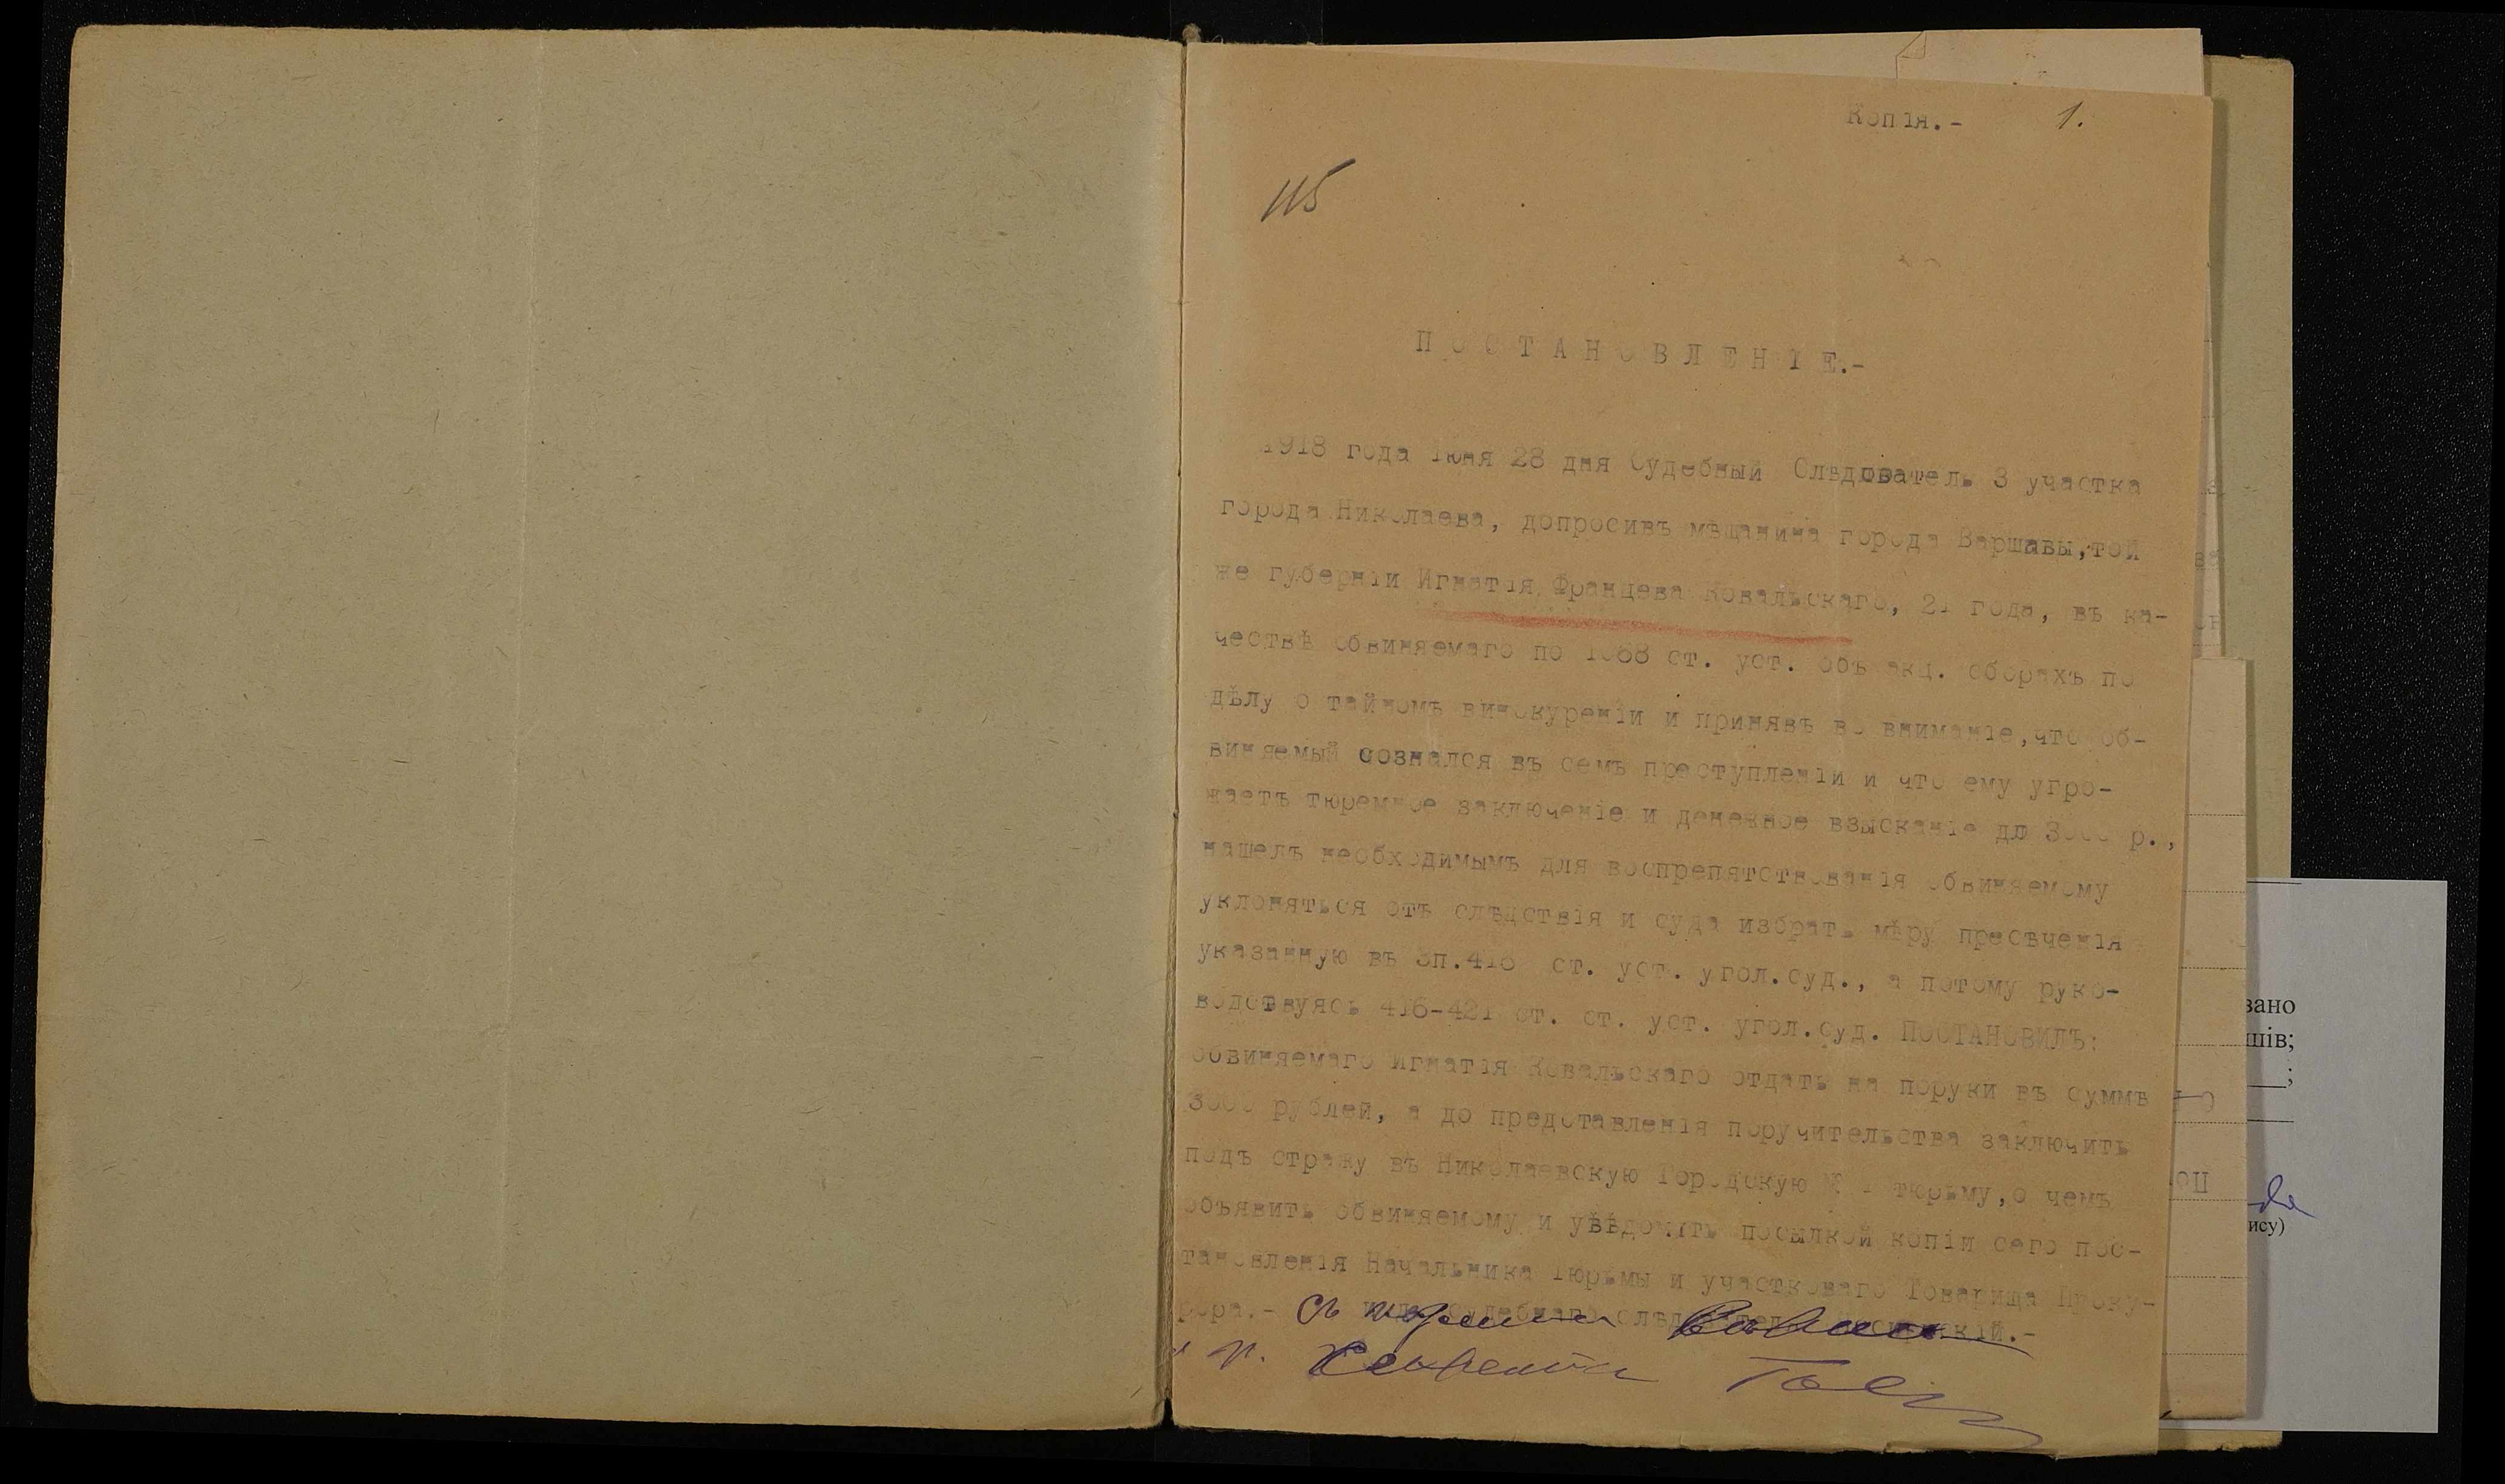 Копія.- 1.
115
ПОСТАНОВЛЕНІЕ.-
1918 года Іюня 28 дня Судебный Слѣдователь 3 участка
города Николаева, допросивъ мѣщанина города Варшавы,той
же губерніи Игнатія Францева Ковальскаго, 21 года, въ ка-
чествѣ обвиняемаго по ст. уст. объ акц. сборахъ по
дѣлу о тайномъ винокуреніи и принявъ во вниманіе,что об-
виняемый сознался въ семъ преступленіи и что ему угро-
жаетъ тюремное заключеніе и денежное взысканіе до 3000 р.,
нашелъ необходимымъ для воспрепятствованія обвиняемому
уклоняться отъ слѣдствія и суда избрать мѣру пресѣченія
указанную въ 3п.416 ст. уст. угол.суд., а потому руко-
водствуясь 416-421 ст. ст. уст. угол.суд. ПОСТАНОВИЛЪ:
обвиняемаго Игнатія Ковальскаго отдать на поруки въ суммѣ
3000 рублей, а до представленія поручительства заключить
подъ стражу въ Николаевскую Городскую № 1 тюрьму,о чемъ
объявить обвиняемому и увѣдомить посылкой копіи сего пос-
тановленія Начальника Тюрьмы и участковаго Товарища Проку-
рора.- Съ
вано
шів;
;
ису)